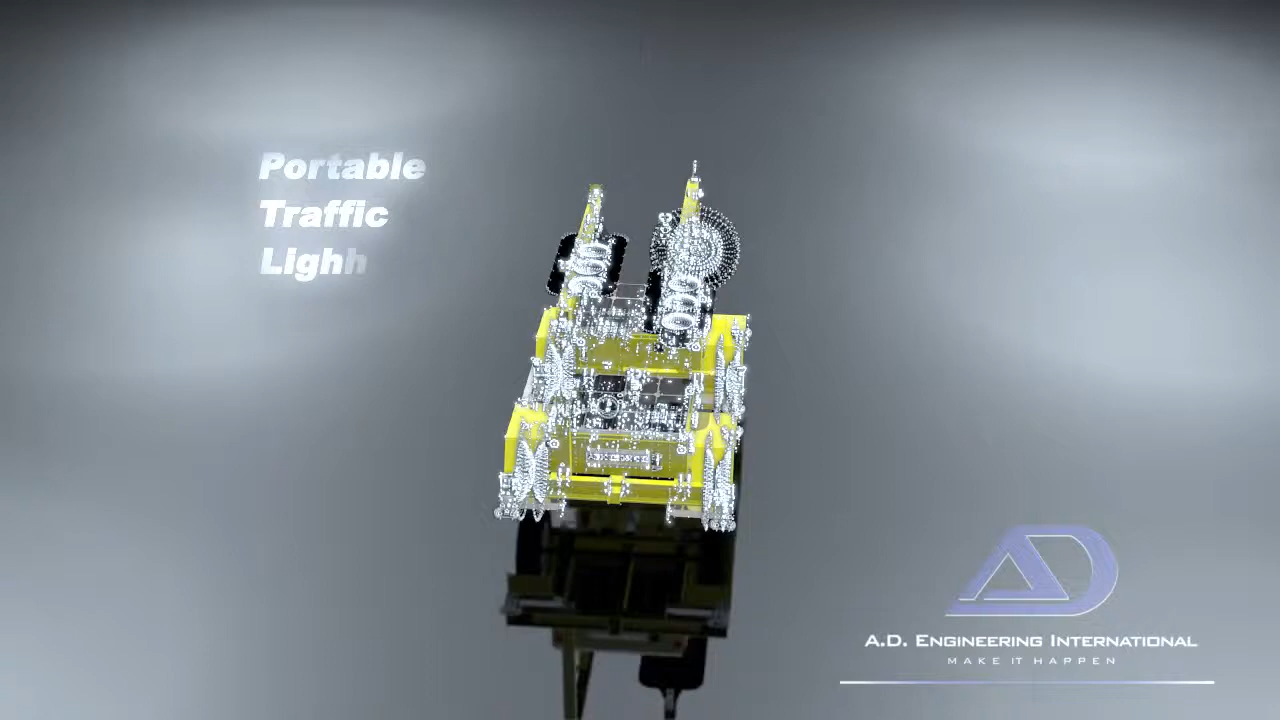 Portable
Traffic
Lighh
A.D. ENGINEERING INTERNATIONAL
MAKE IT HAPPEN